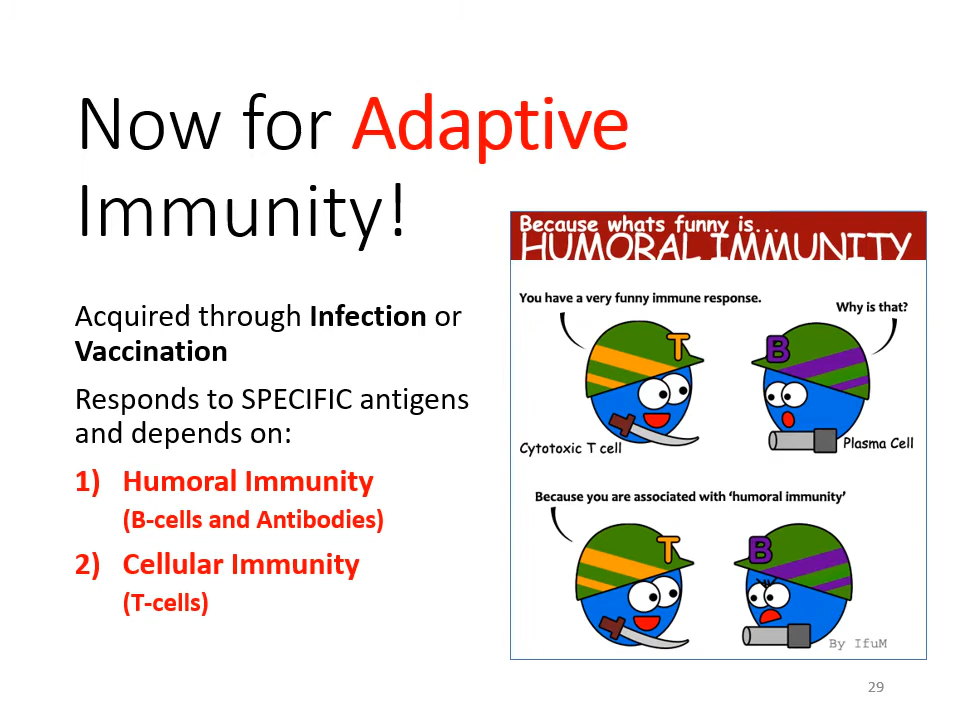 Now for Adaptive
Immunity!
Acquired through Infection or
Vaccination
Responds to SPECIFIC antigens
and depends on:
1) Humoral Immunity
(B-cells and Antibodies)
2) Cellular Immunity
(T-cells)
Because whats funny is...
HUMORAL IMMUNITY
You have a very funny immune response.
Why is that?
T
B
Cytotoxic T cell
Plasma Cell
Because you are associated with 'humoral immunity'
T
B
By IfuM
29